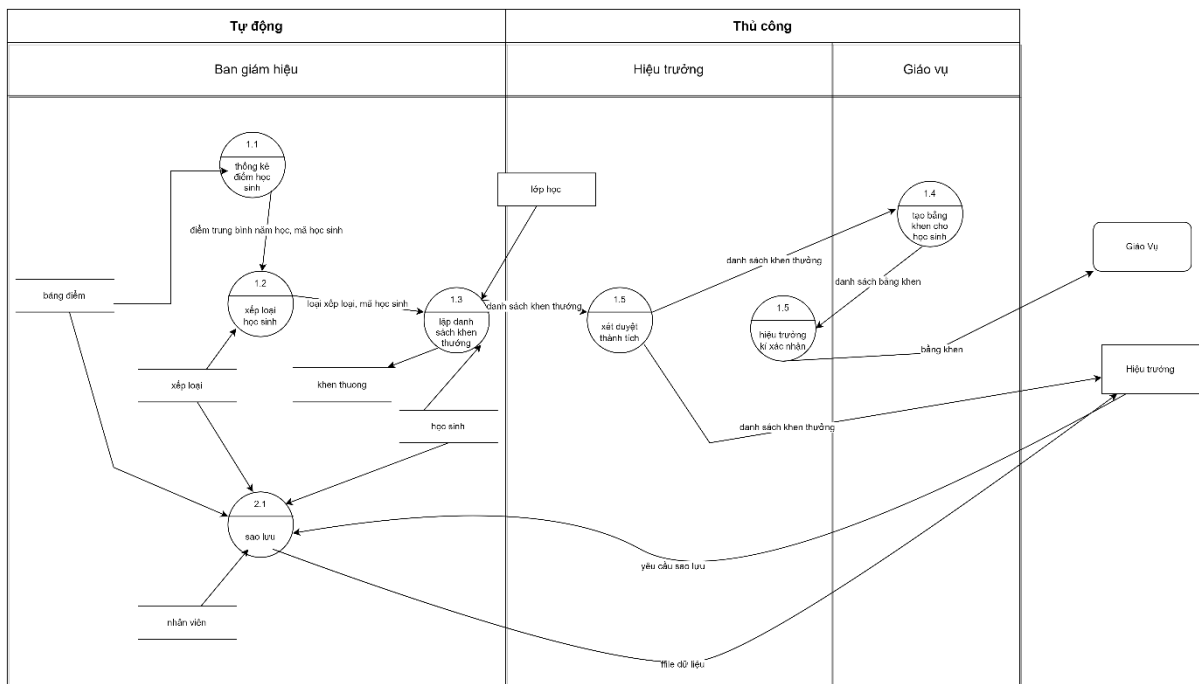 Tự động
Thủ công
Ban giám hiệu
Hiệu trưởng
Giáo vụ
1.1
thống kê
điểm học
sinh
lớp học
1.4
tạo bằng
khen cho
học sinh
điểm trung bình năm học, mã học sinh
Giáo Vụ
danh sách khen thưởng
bảng điểm
1.2
xếp loại
học sinh
loại xếp loại, mã học sinh
1.3
lập danh
sách khen
thưởng
danh sách khen thưởng
1.5
xét duyệt
thành tích
danh sách bằng khen
1.5
hiệu trưởng
kí xác nhận
bằng khen
Hiệu trưởng
xếp loại
khen thuong
học sinh
danh sách khen thưởng
2.1
sao lưu
yêu cầu sao lưu
nhân viên
ffile dữ liệu